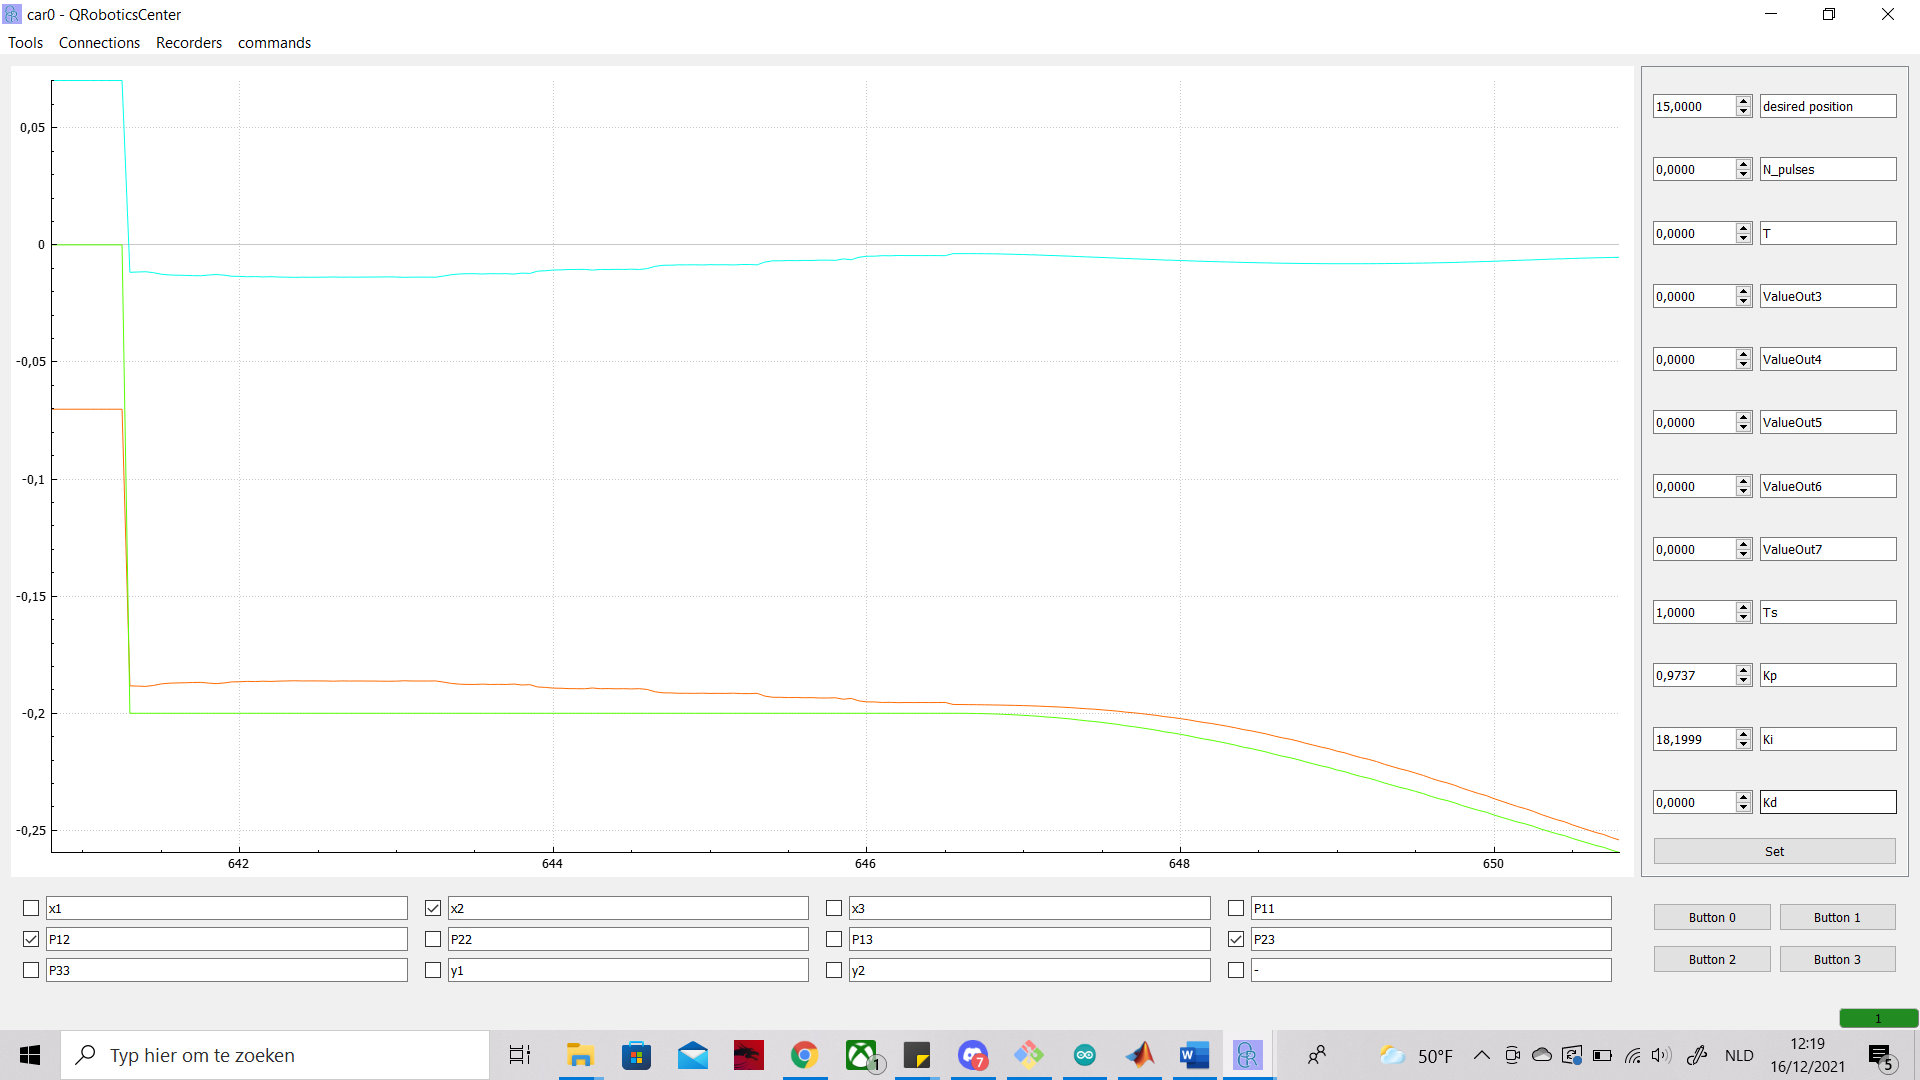 car0 - QRoboticsCenter
Tools Connections Recorders commands
0,05
0
-0,05
-0,1
-0,15
-0,2
-0,25
642 644 646 648 650
15,0000 desired position
0,0000 N_pulses
0,0000 T
0,0000 ValueOut3
0,0000 ValueOut4
0,0000 ValueOut5
0,0000 ValueOut6
0,0000 ValueOut7
1,0000 Ts
0,9737 Kp
18,1999 Ki
0,0000 Kd
Set
x1 x2 x3 P11
P12 P22 P13 P23
P33 y1 y2 -
Button 0 Button 1
Button 2 Button 3
1
Typ hier om te zoeken
1
7
W
50°F
NLD
12:19
16/12/2021
5